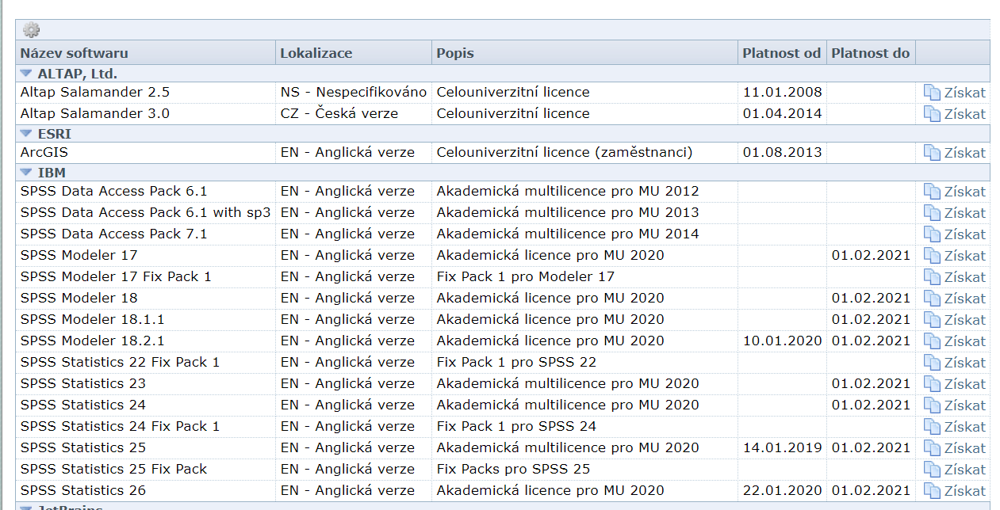 Název softwaru Lokalizace Popis Platnost od Platnost do
ALTAP, Ltd.
Altap Salamander 2.5 NS - Nespecifikováno Celouniverzitní licence 11.01.2008 Získat
Altap Salamander 3.0 CZ - Česká verze Celouniverzitní licence 01.04.2014 Získat
ESRI
ArcGIS EN - Anglická verze Celouniverzitní licence (zaměstnanci) 01.08.2013 Získat
IBM
SPSS Data Access Pack 6.1 EN - Anglická verze Akademická multilicence pro MU 2012 Získat
SPSS Data Access Pack 6.1 with sp3 EN - Anglická verze Akademická multilicence pro MU 2013 Získat
SPSS Data Access Pack 7.1 EN - Anglická verze Akademická multilicence pro MU 2014 Získat
SPSS Modeler 17 EN - Anglická verze Akademická licence pro MU 2020 01.02.2021 Získat
SPSS Modeler 17 Fix Pack 1 EN - Anglická verze Fix Pack 1 pro Modeler 17 Získat
SPSS Modeler 18 EN - Anglická verze Akademická licence pro MU 2020 01.02.2021 Získat
SPSS Modeler 18.1.1 EN - Anglická verze Akademická licence pro MU 2020 01.02.2021 Získat
SPSS Modeler 18.2.1 EN - Anglická verze Akademická licence pro MU 2020 10.01.2020 01.02.2021 Získat
SPSS Statistics 22 Fix Pack 1 EN - Anglická verze Fix Pack 1 pro SPSS 22 Získat
SPSS Statistics 23 EN - Anglická verze Akademická multilicence pro MU 2020 01.02.2021 Získat
SPSS Statistics 24 EN - Anglická verze Akademická multilicence pro MU 2020 01.02.2021 Získat
SPSS Statistics 24 Fix Pack 1 EN - Anglická verze Fix Pack 1 pro SPSS 24 Získat
SPSS Statistics 25 EN - Anglická verze Akademická multilicence pro MU 2020 14.01.2019 01.02.2021 Získat
SPSS Statistics 25 Fix Pack EN - Anglická verze Fix Packs pro SPSS 25 Získat
SPSS Statistics 26 EN - Anglická verze Akademická licence pro MU 2020 22.01.2020 01.02.2021 Získat
JetBrains